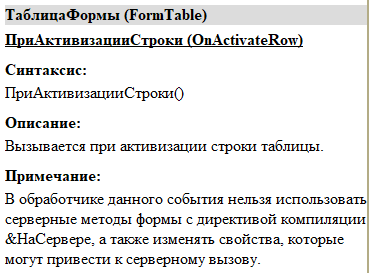 ТаблицаФормы (FormTable)
ПриАктивизацииСтроки (OnActivateRow)
Синтаксис:
ПриАктивизацииСтроки()
Описание:
Вызывается при активизации строки таблицы.
Примечание:
В обработчике данного события нельзя использовать
серверные методы формы с директивой компиляции
&НаСервере, а также изменять свойства, которые
могут привести к серверному вызову.